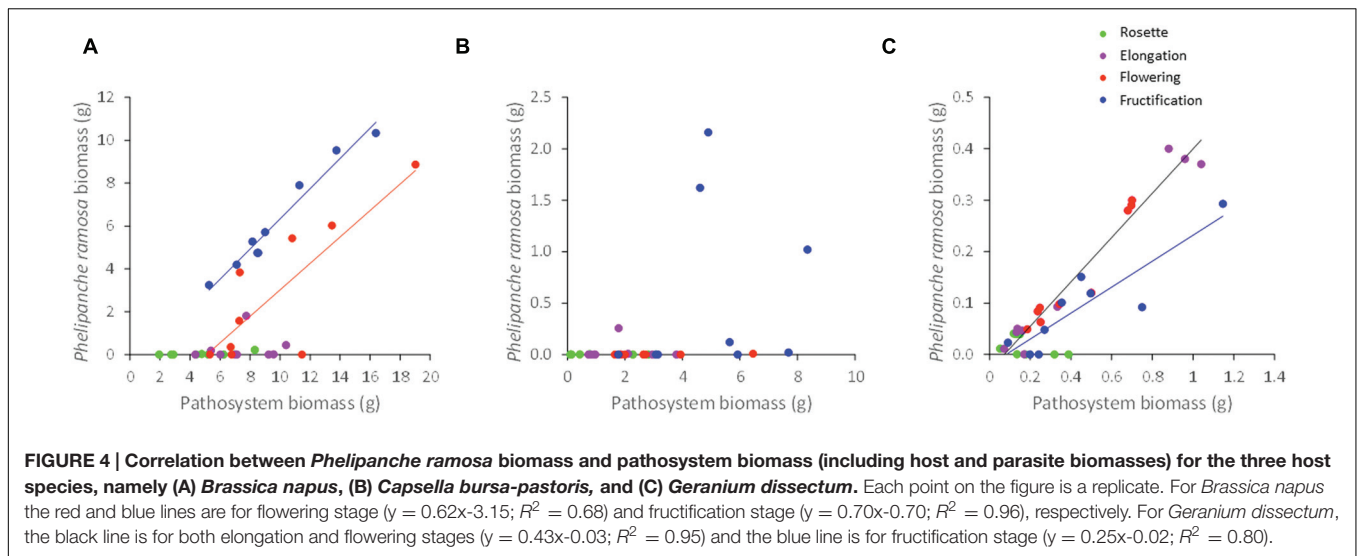 A
B
C
Rosette
Elongation
Flowering
Fructification
Phelipanche ramosa biomass (g)
12
10
8
6
4
2
0
0 2 4 6 8 10 12 14 16 18 20
Pathosystem biomass (g)
Phelipanche ramosa biomass (g)
2.5
2.0
1.5
1.0
0.5
0.0
0 2 4 6 8 10
Pathosystem biomass (g)
Phelipanche ramosa biomass (g)
0.5
0.4
0.3
0.2
0.1
0.0
0 0.2 0.4 0.6 0.8 1 1.2 1.4
Pathosystem biomass (g)
FIGURE 4 | Correlation between Phelipanche ramosa biomass and pathosystem biomass (including host and parasite biomasses) for the three host
species, namely (A) Brassica napus, (B) Capsella bursa-pastoris, and (C) Geranium dissectum. Each point on the figure is a replicate. For Brassica napus
the red and blue lines are for flowering stage (y = 0.62x-3.15; R² = 0.68) and fructification stage (y = 0.70x-0.70; R² = 0.96), respectively. For Geranium dissectum,
the black line is for both elongation and flowering stages (y = 0.43x-0.03; R² = 0.95) and the blue line is for fructification stage (y = 0.25x-0.02; R² = 0.80).